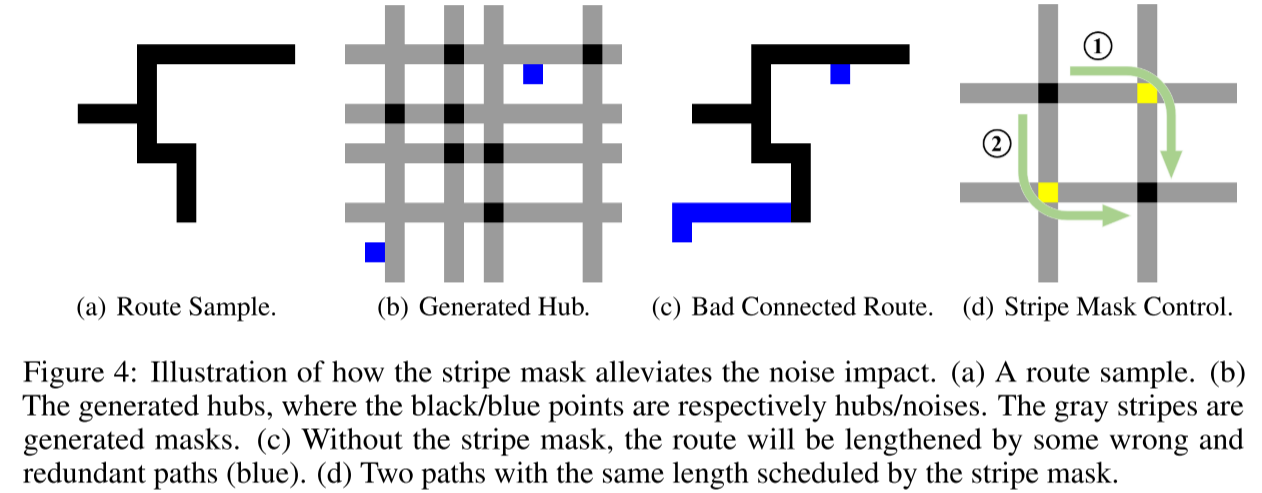 ①
②
(a) Route Sample.
(b) Generated Hub.
(c) Bad Connected Route.
(d) Stripe Mask Control.
Figure 4: Illustration of how the stripe mask alleviates the noise impact. (a) A route sample. (b)
The generated hubs, where the black/blue points are respectively hubs/noises. The gray stripes are
generated masks. (c) Without the stripe mask, the route will be lengthened by some wrong and
redundant paths (blue). (d) Two paths with the same length scheduled by the stripe mask.